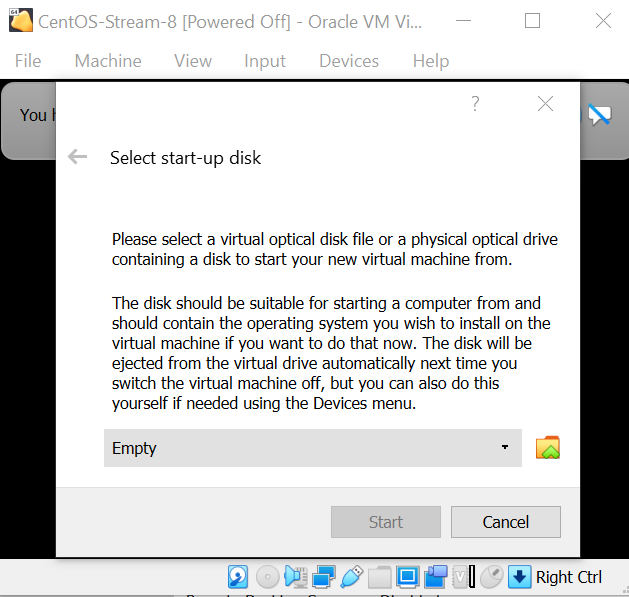 64
CentOS-Stream-8 [Powered Off] - Oracle VM Vi...
File Machine View Input Devices Help
You
?
Select start-up disk
Please select a virtual optical disk file or a physical optical drive
containing a disk to start your new virtual machine from.
The disk should be suitable for starting a computer from and
should contain the operating system you wish to install on the
virtual machine if you want to do that now. The disk will be
ejected from the virtual drive automatically next time you
switch the virtual machine off, but you can also do this
yourself if needed using the Devices menu.
Empty
Start Cancel
V Right Ctrl